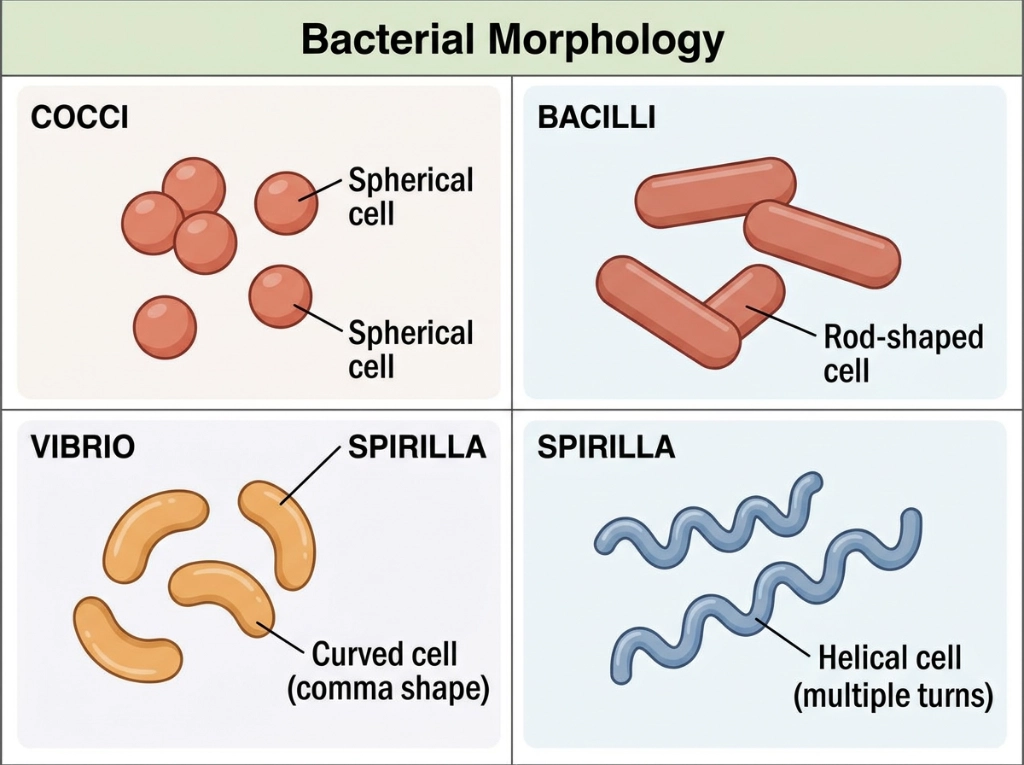 Bacterial Morphology
COCCI
Spherical
cell
Spherical
cell
BACILLI
Rod-shaped
cell
VIBRIO
SPIRILLA
Curved cell
(comma shape)
SPIRILLA
Helical cell
(multiple turns)